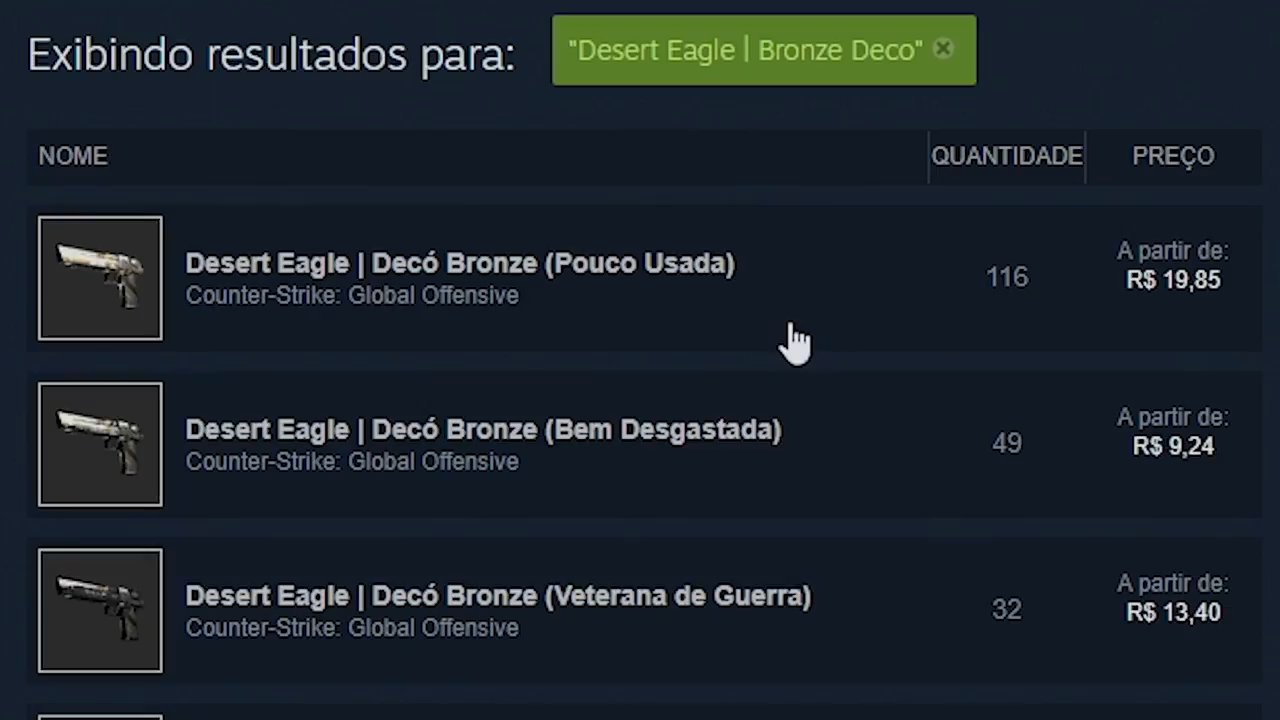 Exibindo resultados para:
"Desert Eagle | Bronze Deco"
NOME
QUANTIDADE
PREÇO
Desert Eagle | Decó Bronze (Pouco Usada)
Counter-Strike: Global Offensive
116
A partir de:
R$ 19,85
Desert Eagle | Decó Bronze (Bem Desgastada)
Counter-Strike: Global Offensive
49
A partir de:
R$ 9,24
Desert Eagle | Decó Bronze (Veterana de Guerra)
Counter-Strike: Global Offensive
32
A partir de:
R$ 13,40